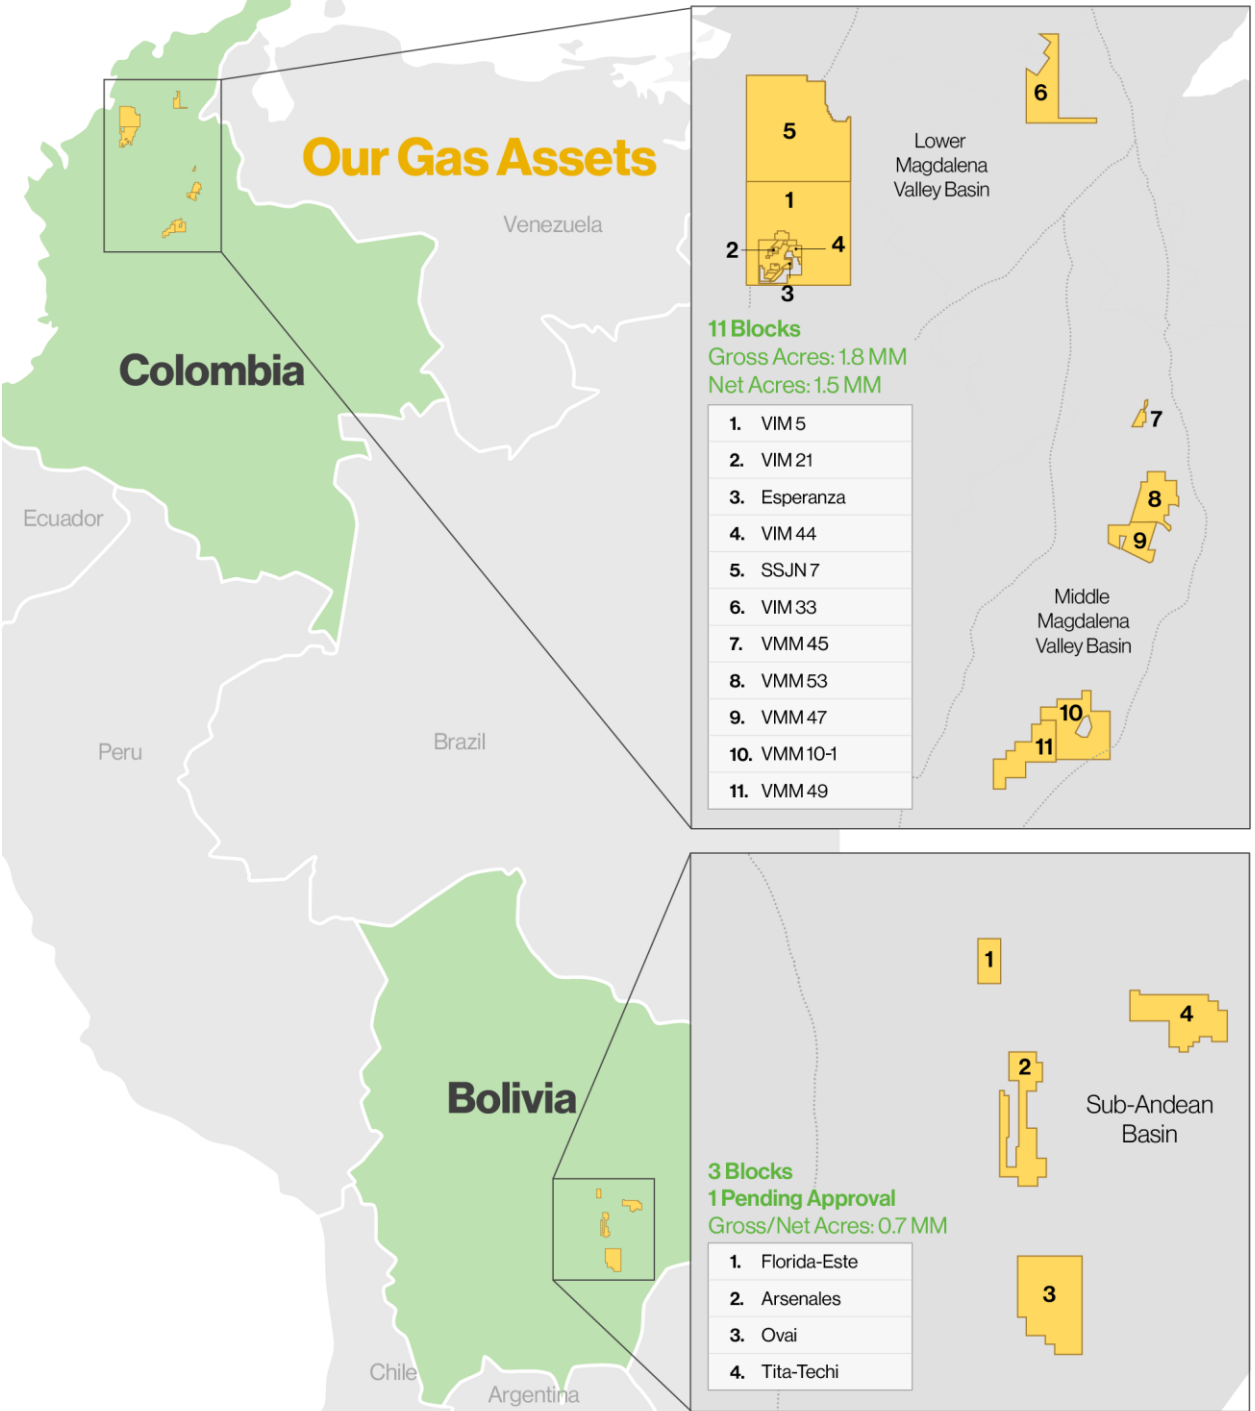 Our Gas Assets
Venezuela
Colombia
Ecuador
Peru
Brazil
Bolivia
Chile
Argentina
5
6
Lower
Magdalena
Valley Basin
1
2
4
3
11 Blocks
Gross Acres: 1.8 MM
Net Acres: 1.5 MM
1. VIM 5
2. VIM 21
3. Esperanza
4. VIM 44
5. SSJN 7
6. VIM 33
7. VMM 45
8. VMM 53
9. VMM 47
10. VMM 10-1
11. VMM 49
7
8
9
Middle
Magdalena
Valley Basin
10
11
1
4
2
Sub-Andean
Basin
3 Blocks
1 Pending Approval
Gross/Net Acres: 0.7 MM
1. Florida-Este
2. Arsenales
3. Ovai
4. Tita-Techi
3